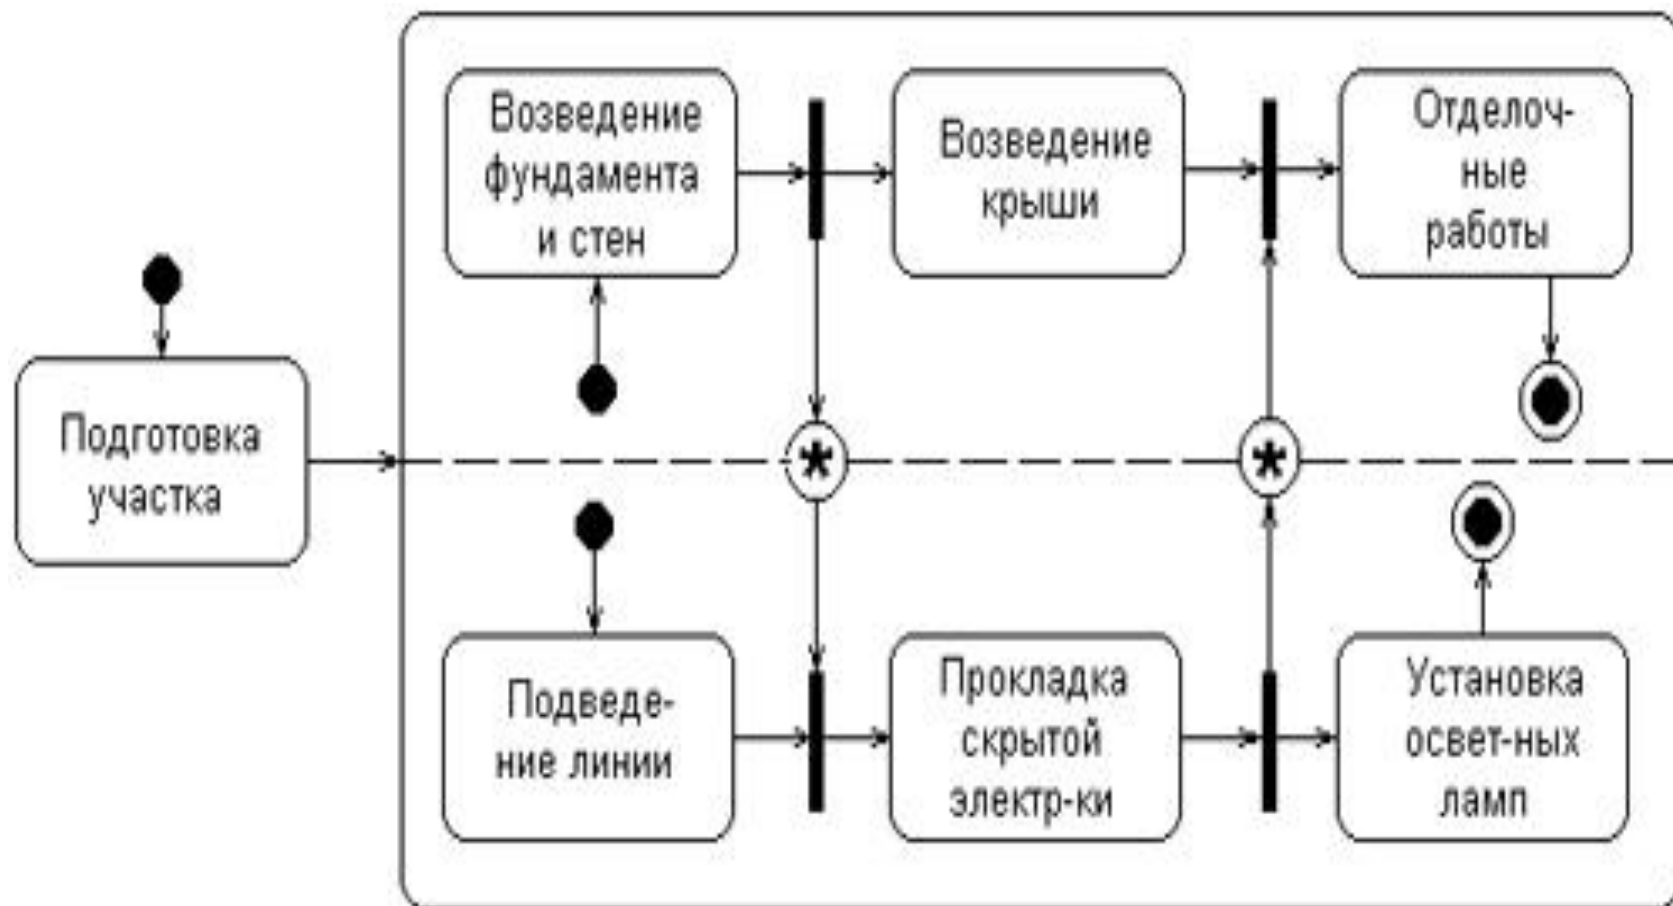 Возведение
фундамента
и стен
Возведение
крыши
Отделоч-
ные
работы
Подготовка
участка
*
*
Подведе-
ние линии
Прокладка
скрытой
электр-ки
Установка
освет-ных
ламп